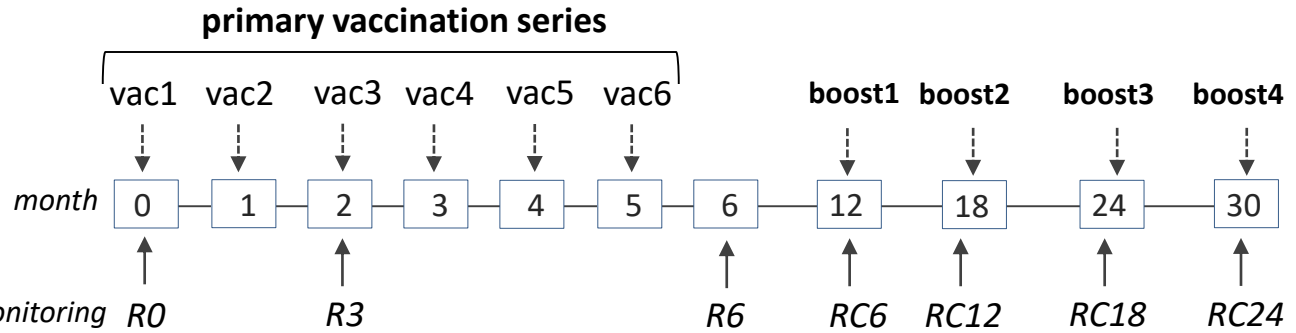 primary vaccination series
vac1 vac2 vac3 vac4 vac5 vac6 boost1 boost2 boost3 boost4
month 0 1 2 3 4 5 6 12 18 24 30
onitoring R0 R3 R6 RC6 RC12 RC18 RC24